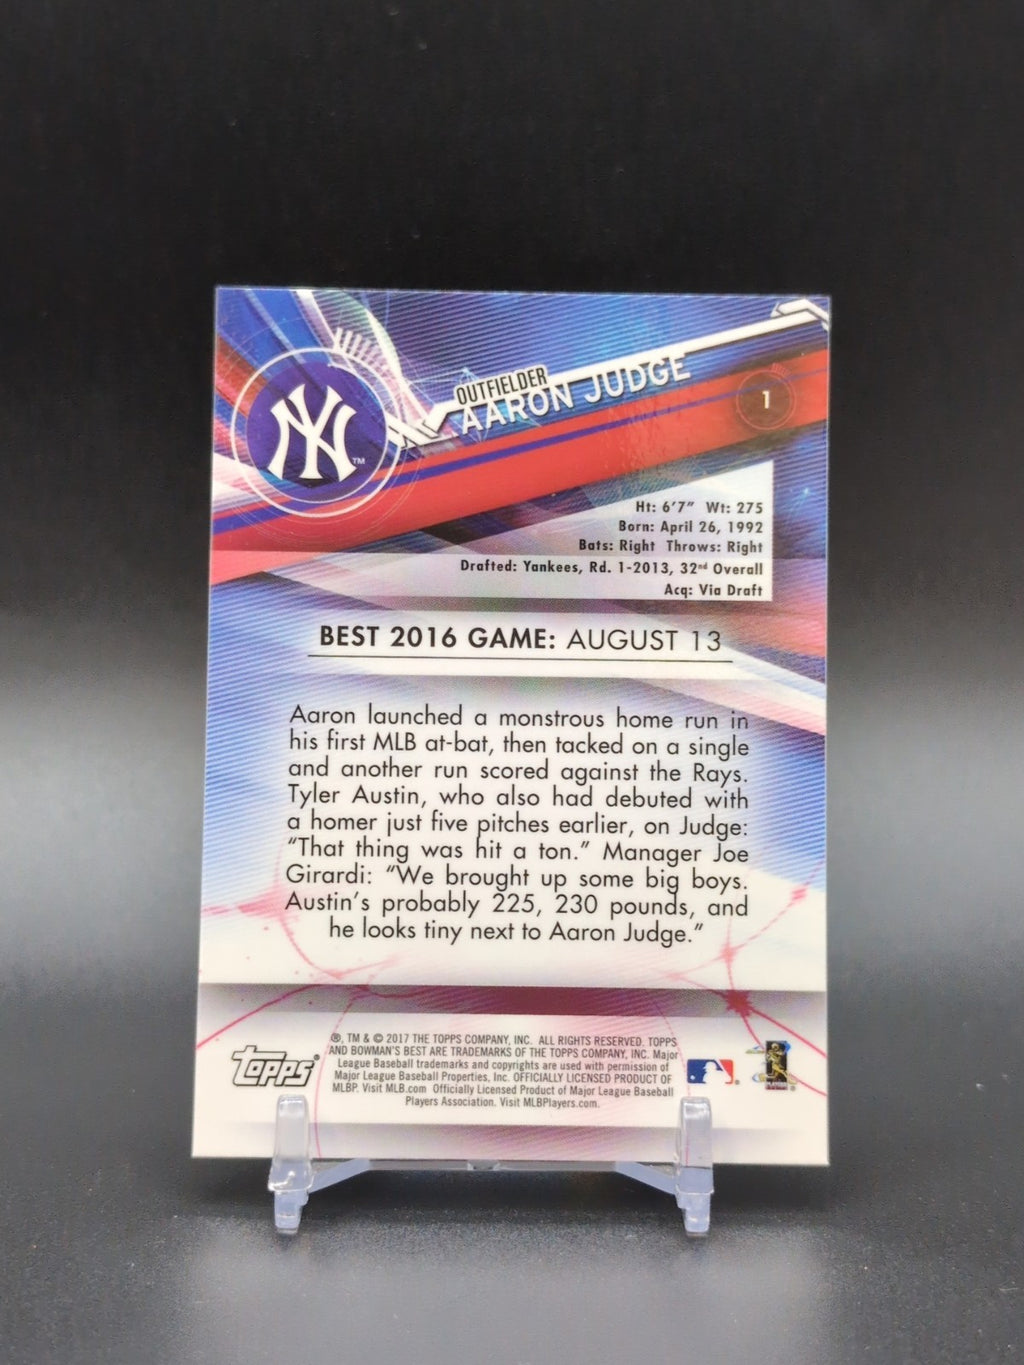 OUTFIELDER
AARON JUDGE
1
NY
TM
Ht: 6'7" Wt: 275
Born: April 26, 1992
Bats: Right Throws: Right
Drafted: Yankees, Rd. 1-2013, 32nd Overall
Acq: Via Draft
BEST 2016 GAME: AUGUST 13
Aaron launched a monstrous home run in
his first MLB at-bat, then tacked on a single
and another run scored against the Rays.
Tyler Austin, who also had debuted with
a homer just five pitches earlier, on Judge:
“That thing was hit a ton.” Manager Joe
Girardi: “We brought up some big boys.
Austin’s probably 225, 230 pounds, and
he looks tiny next to Aaron Judge.”
topps®
®, TM & © 2017 THE TOPPS COMPANY, INC. ALL RIGHTS RESERVED. TOPPS
AND BOWMAN'S BEST ARE TRADEMARKS OF THE TOPPS COMPANY, INC. Major
League Baseball trademarks and copyrights are used with permission of
Major League Baseball Properties, Inc. OFFICIALLY LICENSED PRODUCT OF
MLBP. Visit MLB.com Officially Licensed Product of Major League Baseball
Players Association. Visit MLBPlayers.com.